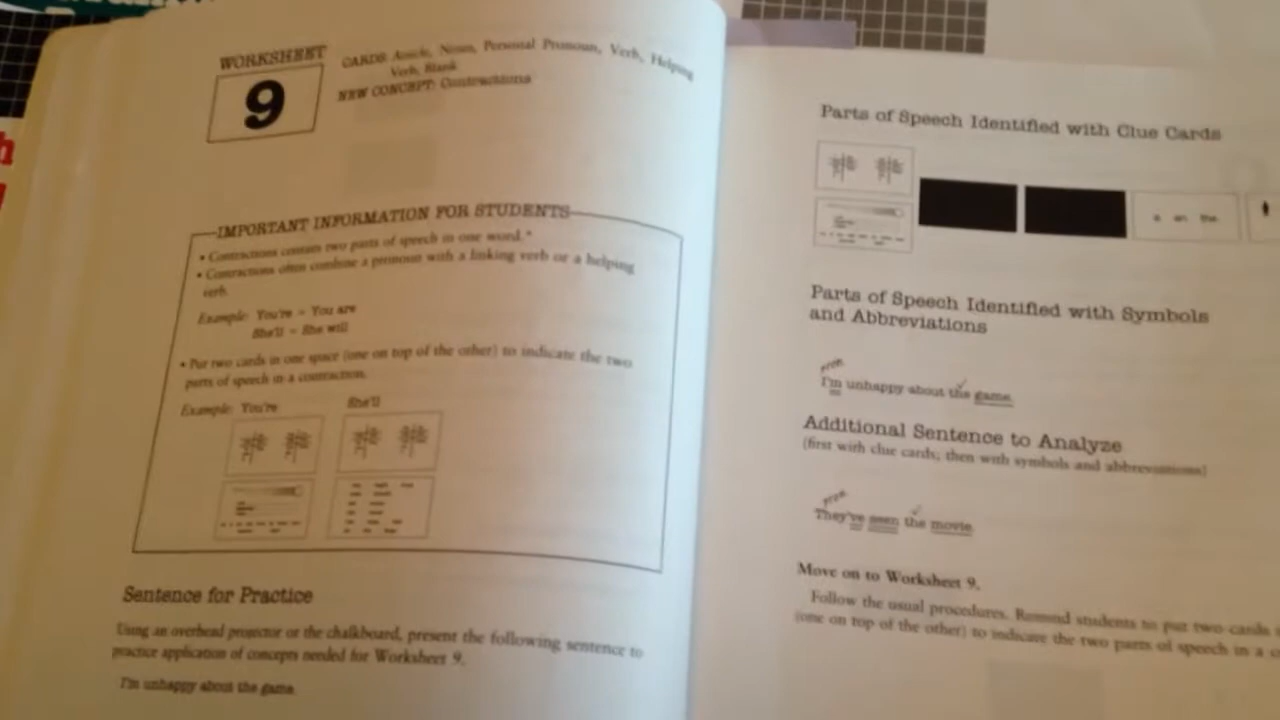 WORKSHEET
9
CARDS: Article, Noun, Personal Pronoun, Verb, Helping
Verb, Blank
NEW CONCEPT: Contractions
IMPORTANT INFORMATION FOR STUDENTS
• Contractions contain two parts of speech in one word.*
• Contractions often combine a pronoun with a linking verb or a helping
verb.
Example: You're = You are
She'll = She will
• Put two cards in one space (one on top of the other) to indicate the two
parts of speech in a contraction.
Example: You're She'll
Sentence for Practice
Using an overhead projector or the chalkboard, present the following sentence to
practice application of concepts needed for Worksheet 9.
I'm unhappy about the game.
Parts of Speech Identified with Clue Cards
a an the
Parts of Speech Identified with Symbols
and Abbreviations
pron.
I'm unhappy about the game.
Additional Sentence to Analyze
(first with clue cards; then with symbols and abbreviations)
pron.
They've seen the movie.
Move on to Worksheet 9.
Follow the usual procedures. Remind students to put two cards
(one on top of the other) to indicate the two parts of speech in a